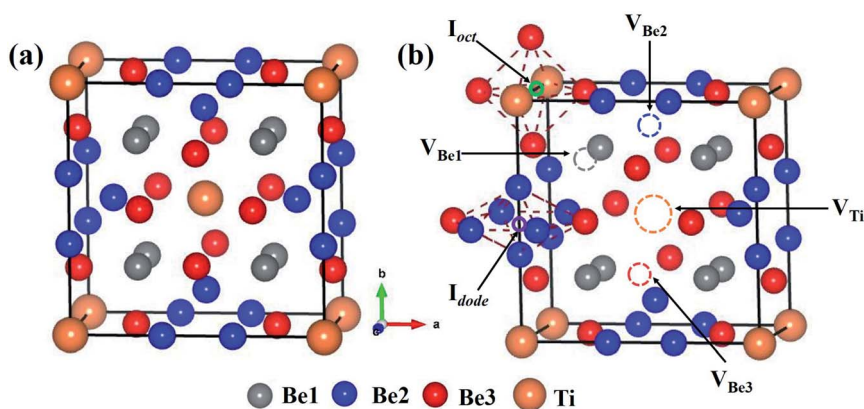 (a)
(b)
I_oct
V_Be2
V_Be1
V_Ti
I_dode
V_Be3
b
c
a
Be1 Be2 Be3 Ti